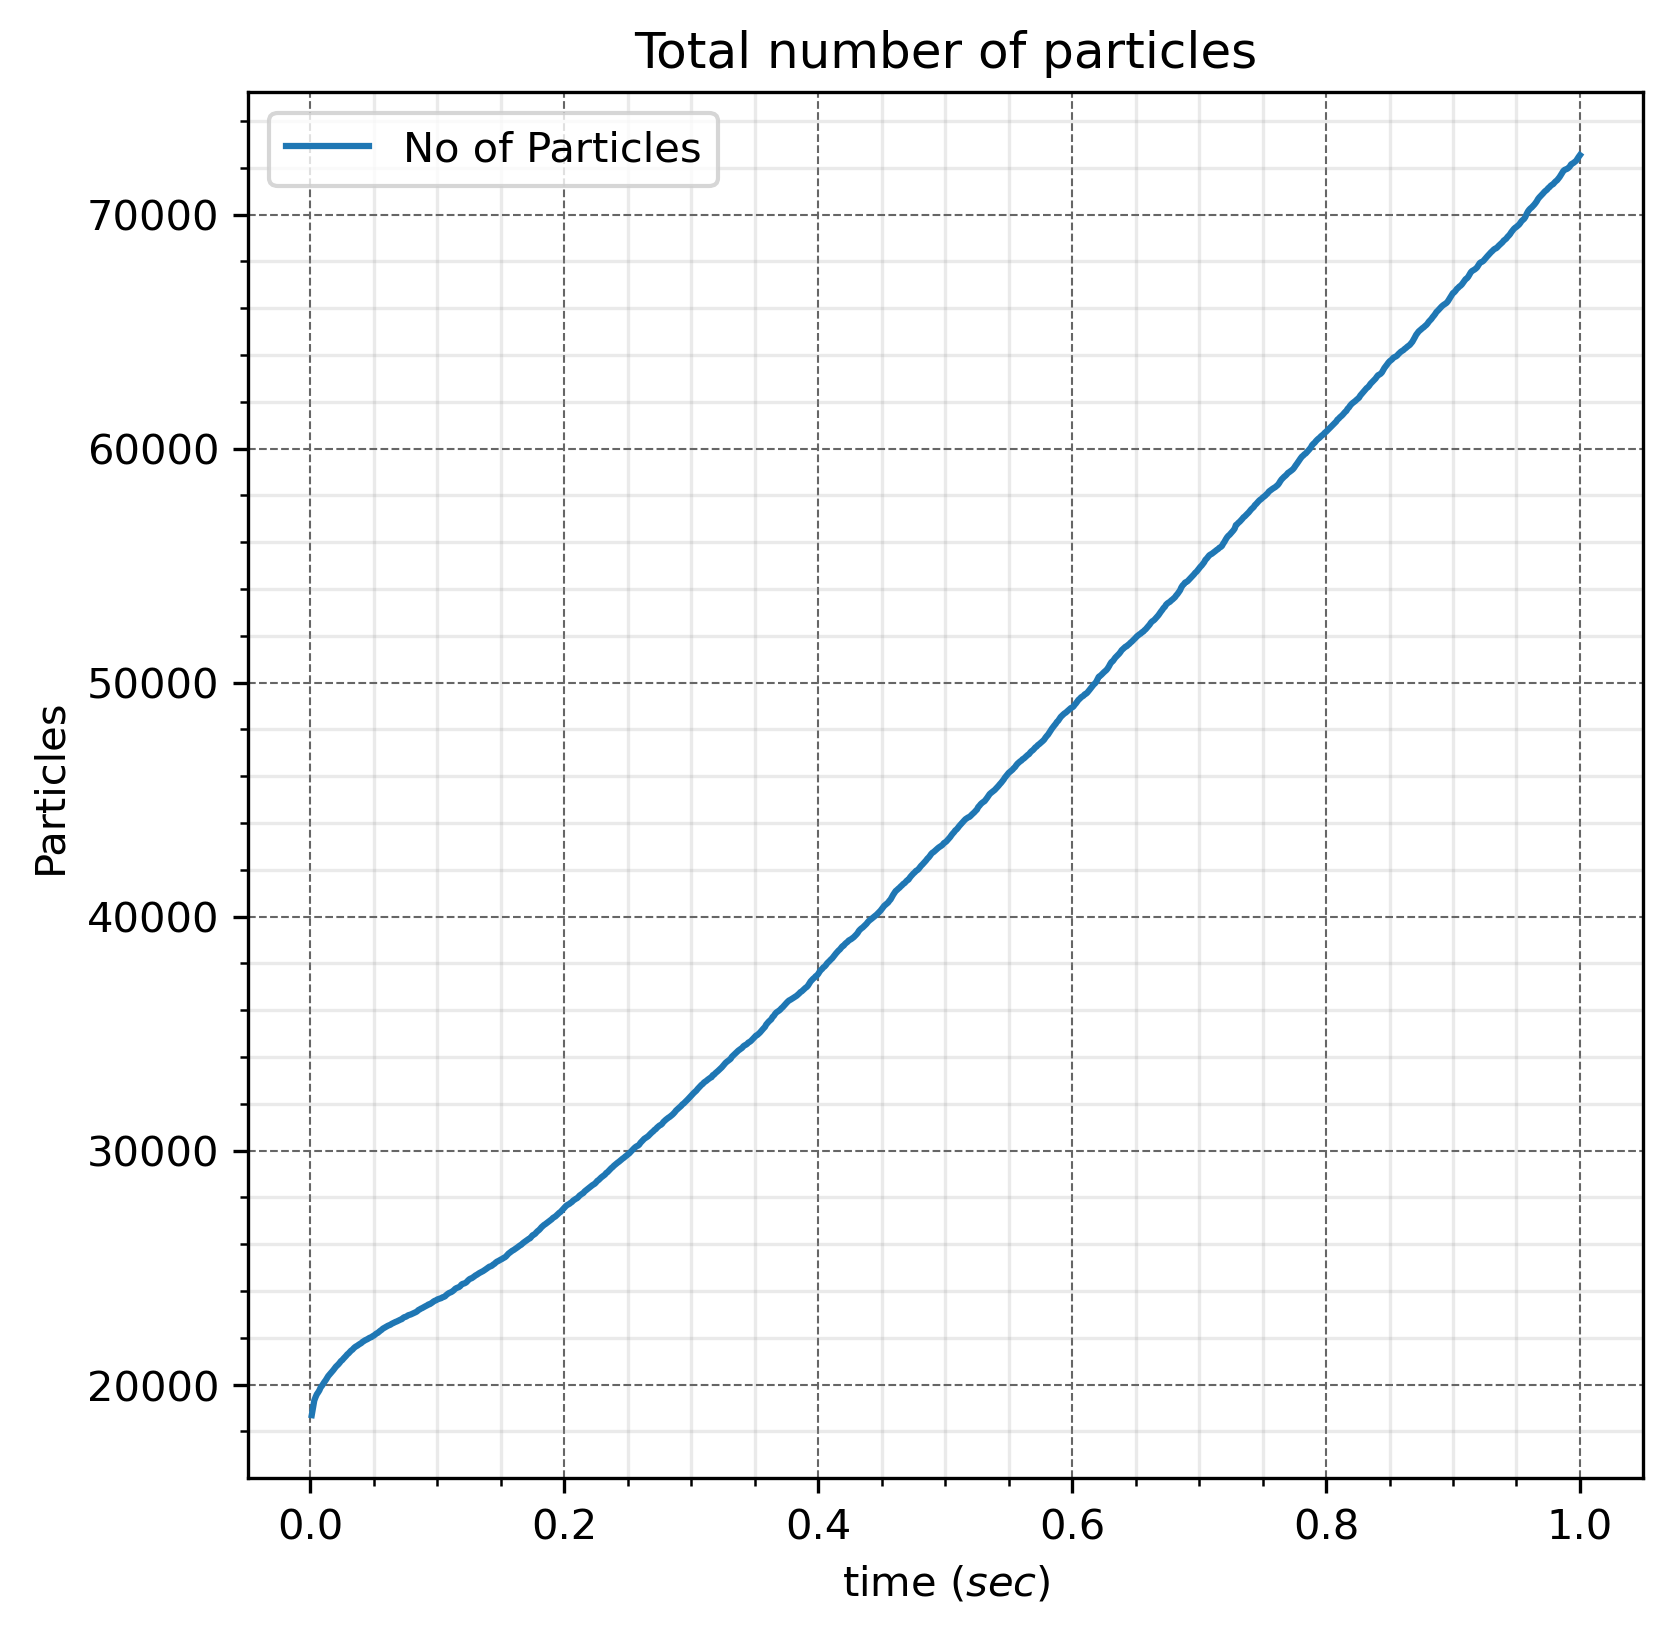 Total number of particles
No of Particles
70000
60000
50000
40000
30000
20000
Particles
0.0 0.2 0.4 0.6 0.8 1.0
time (sec)